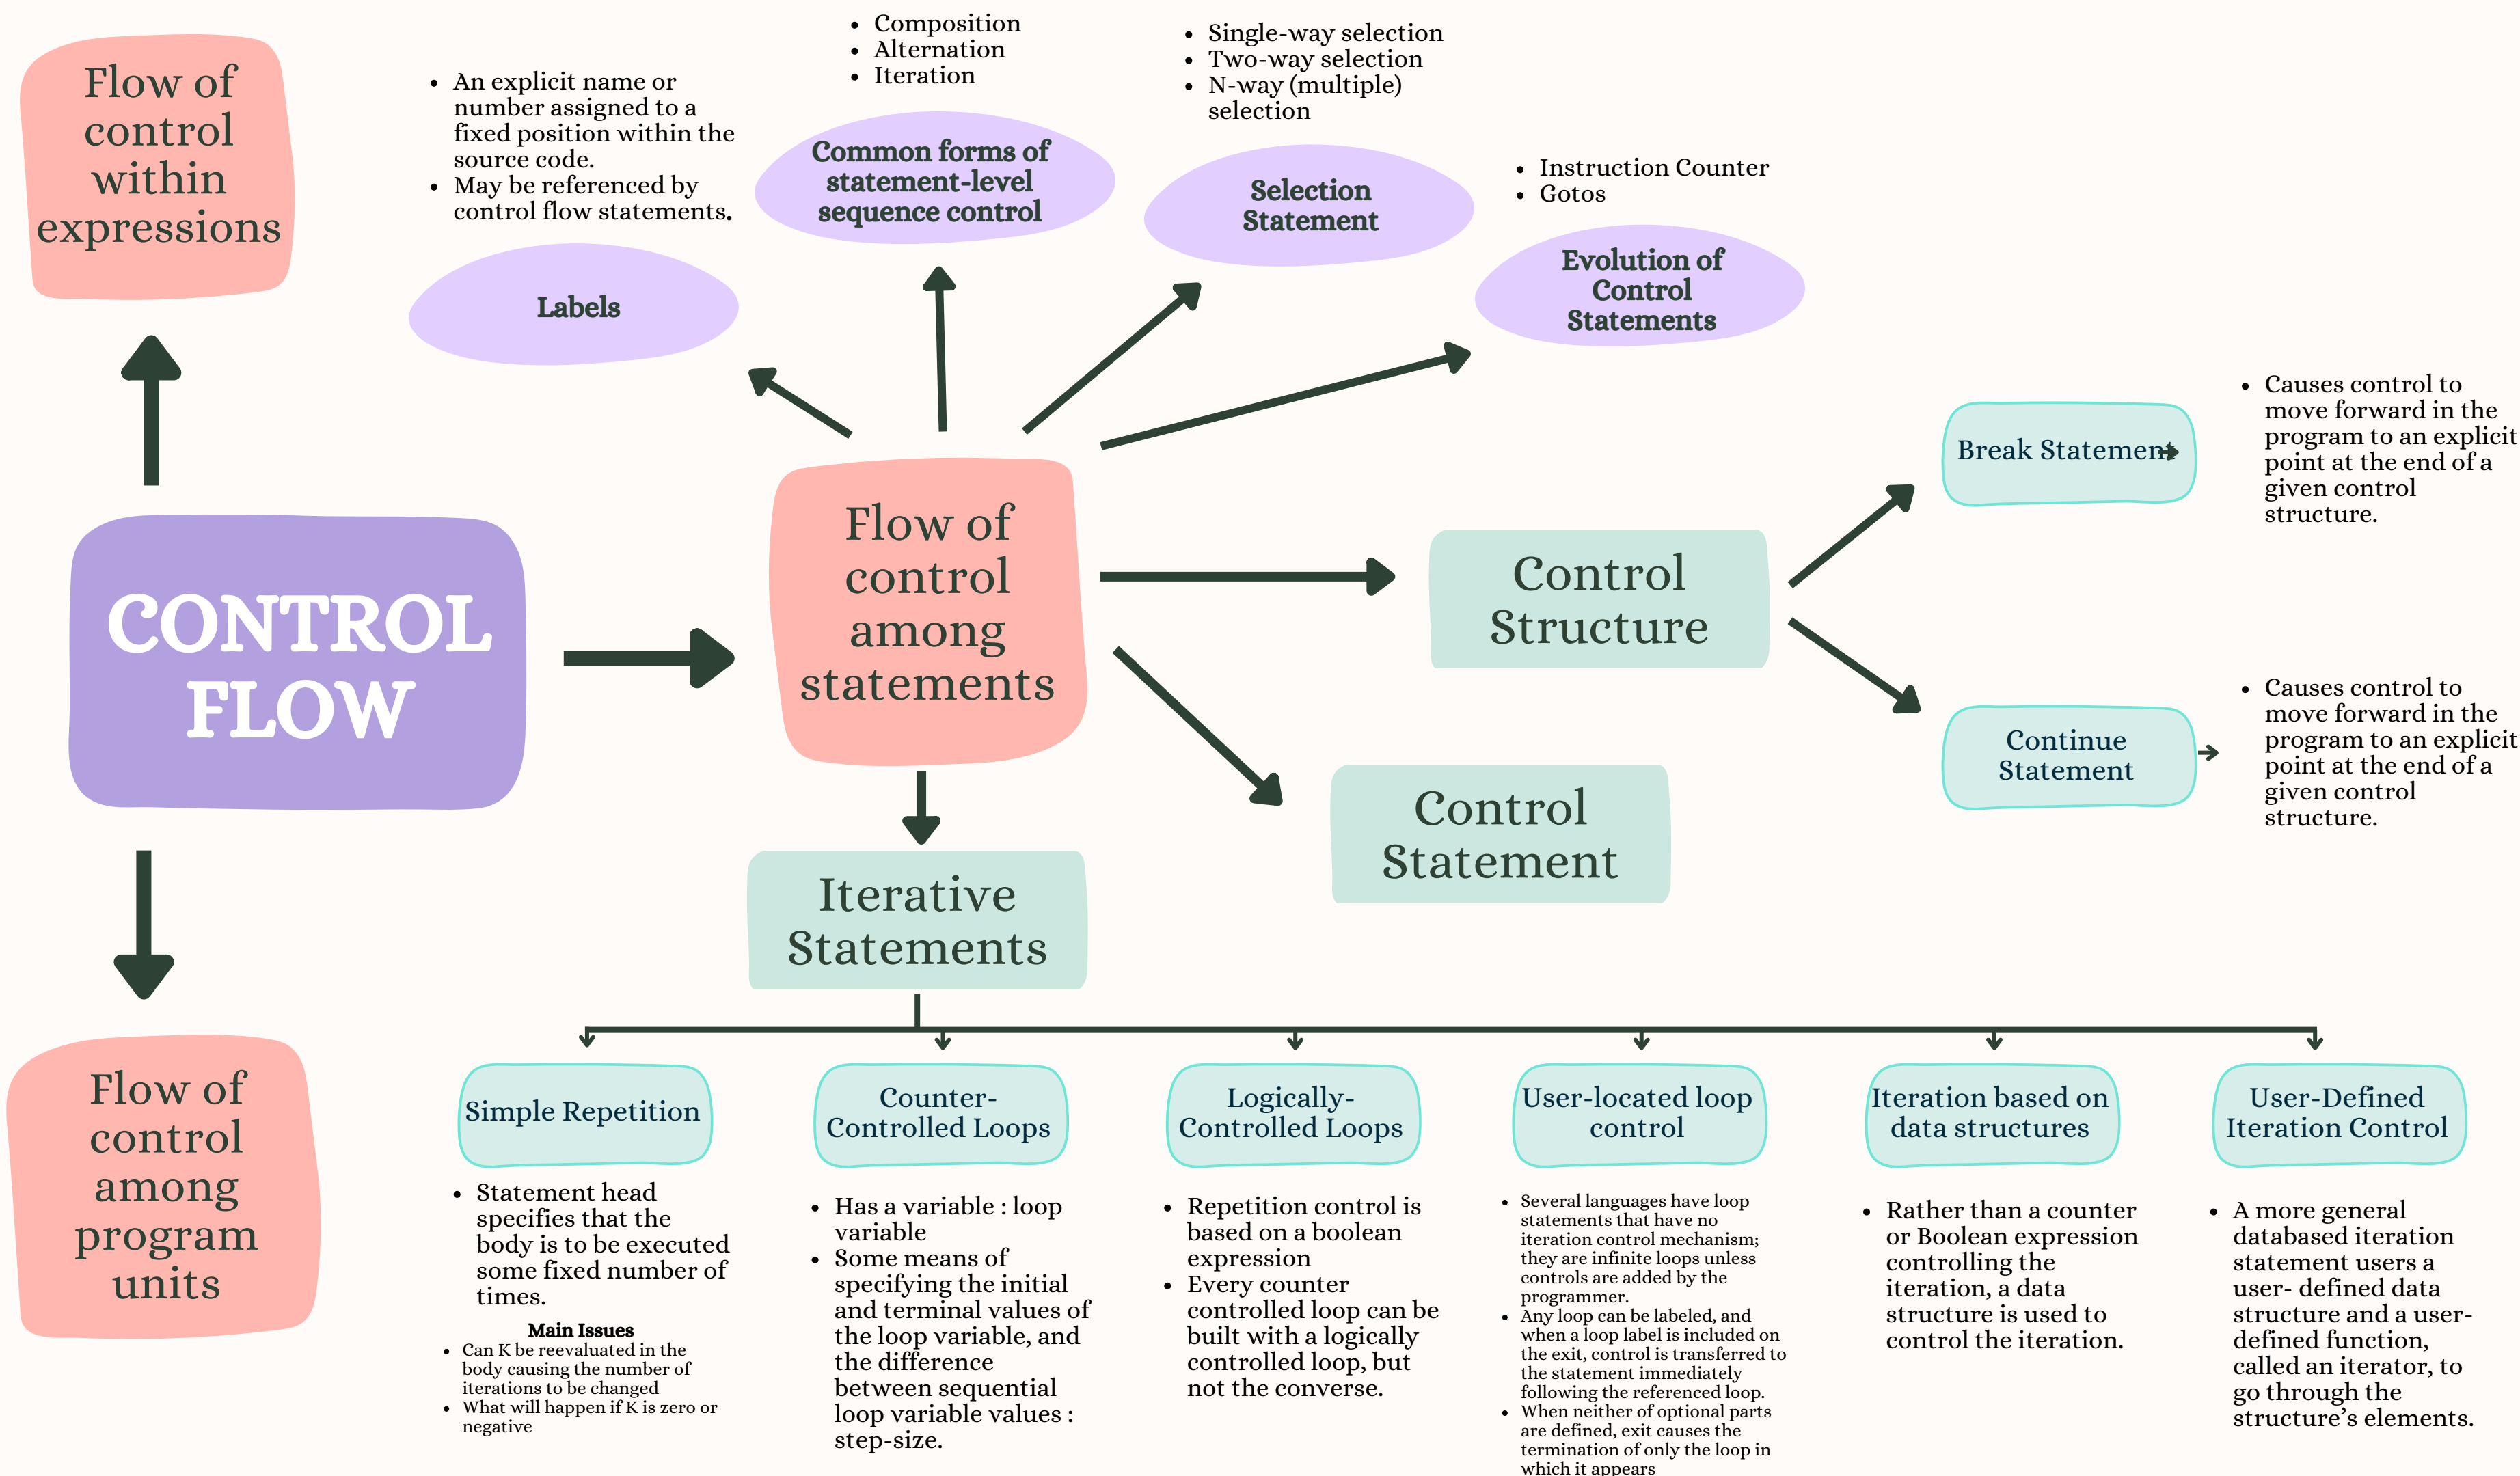 Flow of
control
within
expressions
• An explicit name or
number assigned to a
fixed position within the
source code.
• May be referenced by
control flow statements.
Labels
• Composition
• Alternation
• Iteration
Common forms of
statement-level
sequence control
• Single-way selection
• Two-way selection
• N-way (multiple)
selection
Selection
Statement
• Instruction Counter
• Gotos
Evolution of
Control
Statements
CONTROL
FLOW
Flow of
control
among
statements
Control
Structure
Break Statement
• Causes control to
move forward in the
program to an explicit
point at the end of a
given control
structure.
Continue
Statement
• Causes control to
move forward in the
program to an explicit
point at the end of a
given control
structure.
Control
Statement
Iterative
Statements
Flow of
control
among
program
units
Simple Repetition
• Statement head
specifies that the
body is to be executed
some fixed number of
times.
Main Issues
• Can K be reevaluated in the
body causing the number of
iterations to be changed
• What will happen if K is zero or
negative
Counter-
Controlled Loops
• Has a variable : loop
variable
• Some means of
specifying the initial
and terminal values of
the loop variable, and
the difference
between sequential
loop variable values :
step-size.
Logically-
Controlled Loops
• Repetition control is
based on a boolean
expression
• Every counter
controlled loop can be
built with a logically
controlled loop, but
not the converse.
User-located loop
control
• Several languages have loop
statements that have no
iteration control mechanism;
they are infinite loops unless
controls are added by the
programmer.
• Any loop can be labeled, and
when a loop label is included on
the exit, control is transferred to
the statement immediately
following the referenced loop.
• When neither of optional parts
are defined, exit causes the
termination of only the loop in
which it appears
Iteration based on
data structures
• Rather than a counter
or Boolean expression
controlling the
iteration, a data
structure is used to
control the iteration.
User-Defined
Iteration Control
• A more general
databased iteration
statement users a
user- defined data
structure and a user-
defined function,
called an iterator, to
go through the
structure’s elements.